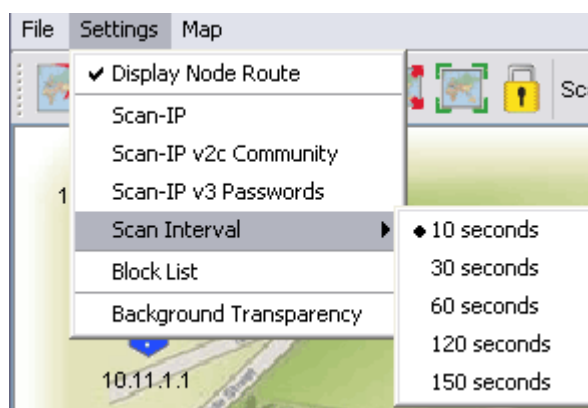 File Settings Map
Display Node Route
Scan-IP
Scan-IP v2c Community
Scan-IP v3 Passwords
Scan Interval
10 seconds
30 seconds
60 seconds
120 seconds
150 seconds
Block List
Background Transparency
10.11.1.1